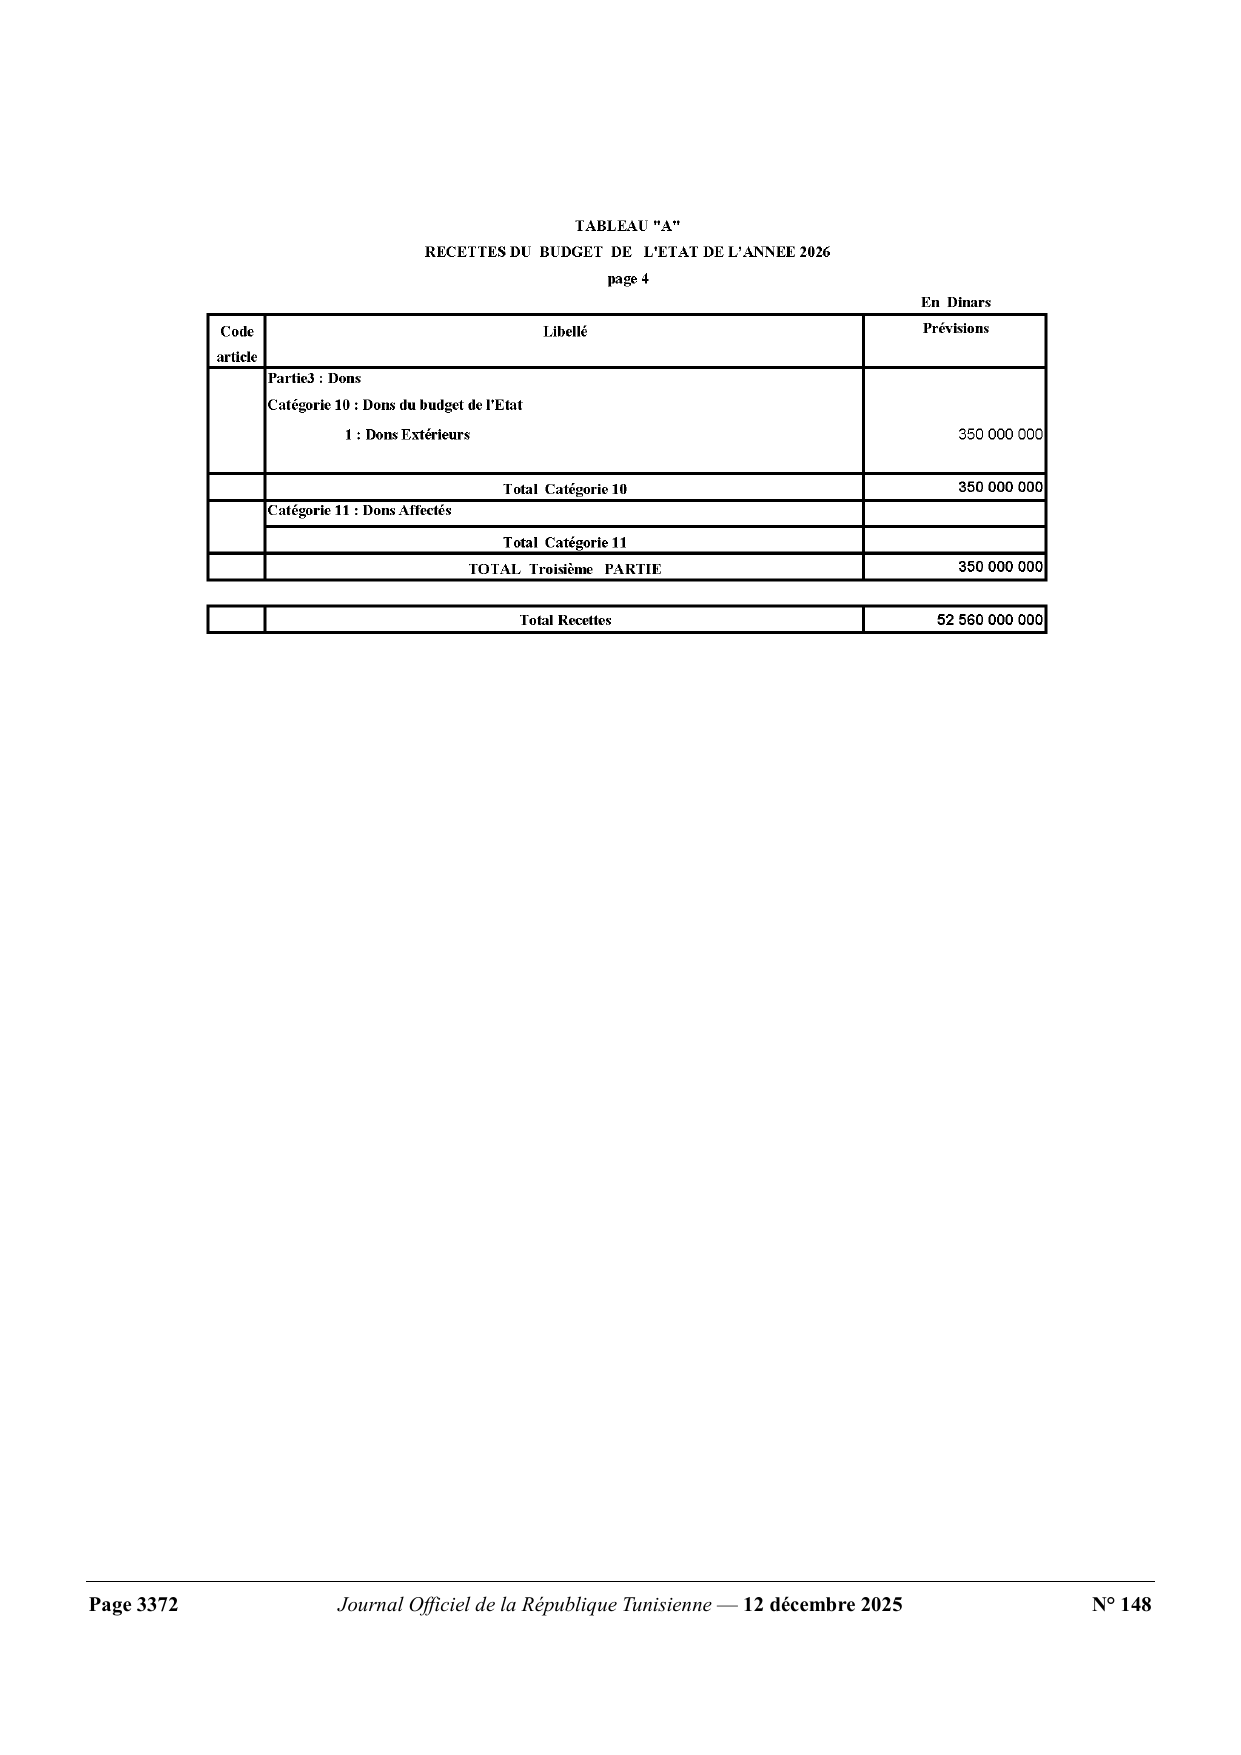 TABLEAU "A"
RECETTES DU BUDGET DE L'ETAT DE L'ANNEE 2026
page 4
En Dinars
Code article Libellé Prévisions
Partie3 : Dons
Catégorie 10 : Dons du budget de l'Etat
1 : Dons Extérieurs 350 000 000
Total Catégorie 10 350 000 000
Catégorie 11 : Dons Affectés
Total Catégorie 11
TOTAL Troisième PARTIE 350 000 000
Total Recettes 52 560 000 000
Page 3372 Journal Officiel de la République Tunisienne — 12 décembre 2025 N° 148